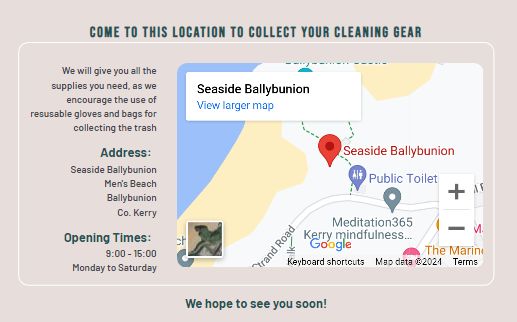 COME TO THIS LOCATION TO COLLECT YOUR CLEANING GEAR
We will give you all the
supplies you need, as we
encourage the use of
resusable gloves and bags for
collecting the trash
Address:
Seaside Ballybunion
Men's Beach
Ballybunion
Co. Kerry
Opening Times:
9:00 - 15:00
Monday to Saturday
Seaside Ballybunion
View larger map
Seaside Ballybunion
Public Toilet
Meditation365
Kerry mindfulness...
Strand Road
The Marine
Google
Keyboard shortcuts
Map data ©2024
Terms
+
−
We hope to see you soon!